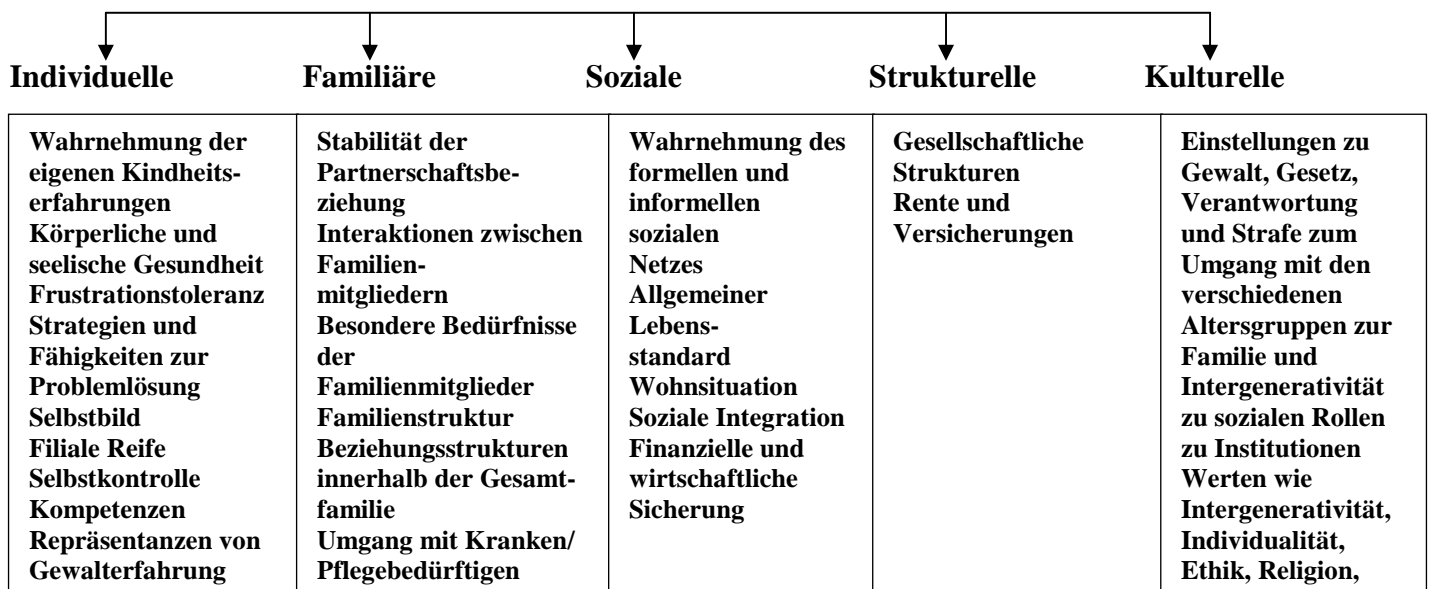 Individuelle Familiäre Soziale Strukturelle Kulturelle
Wahrnehmung der
eigenen Kindheits-
erfahrungen
Körperliche und
seelische Gesundheit
Frustrationstoleranz
Strategien und
Fähigkeiten zur
Problemlösung
Selbstbild
Filiale Reife
Selbstkontrolle
Kompetenzen
Repräsentanzen von
Gewalterfahrung
Stabilität der
Partnerschaftsbe-
ziehung
Interaktionen zwischen
Familien-
mitgliedern
Besondere Bedürfnisse
der
Familienmitglieder
Familienstruktur
Beziehungsstrukturen
innerhalb der Gesamt-
familie
Umgang mit Kranken/
Pflegebedürftigen
Wahrnehmung des
formellen und
informellen
sozialen
Netzes
Allgemeiner
Lebens-
standard
Wohnsituation
Soziale Integration
Finanzielle und
wirtschaftliche
Sicherung
Gesellschaftliche
Strukturen
Rente und
Versicherungen
Einstellungen zu
Gewalt, Gesetz,
Verantwortung
und Strafe zum
Umgang mit den
verschiedenen
Altersgruppen zur
Familie und
Intergenerativität
zu sozialen Rollen
zu Institutionen
Werten wie
Intergenerativität,
Individualität,
Ethik, Religion,